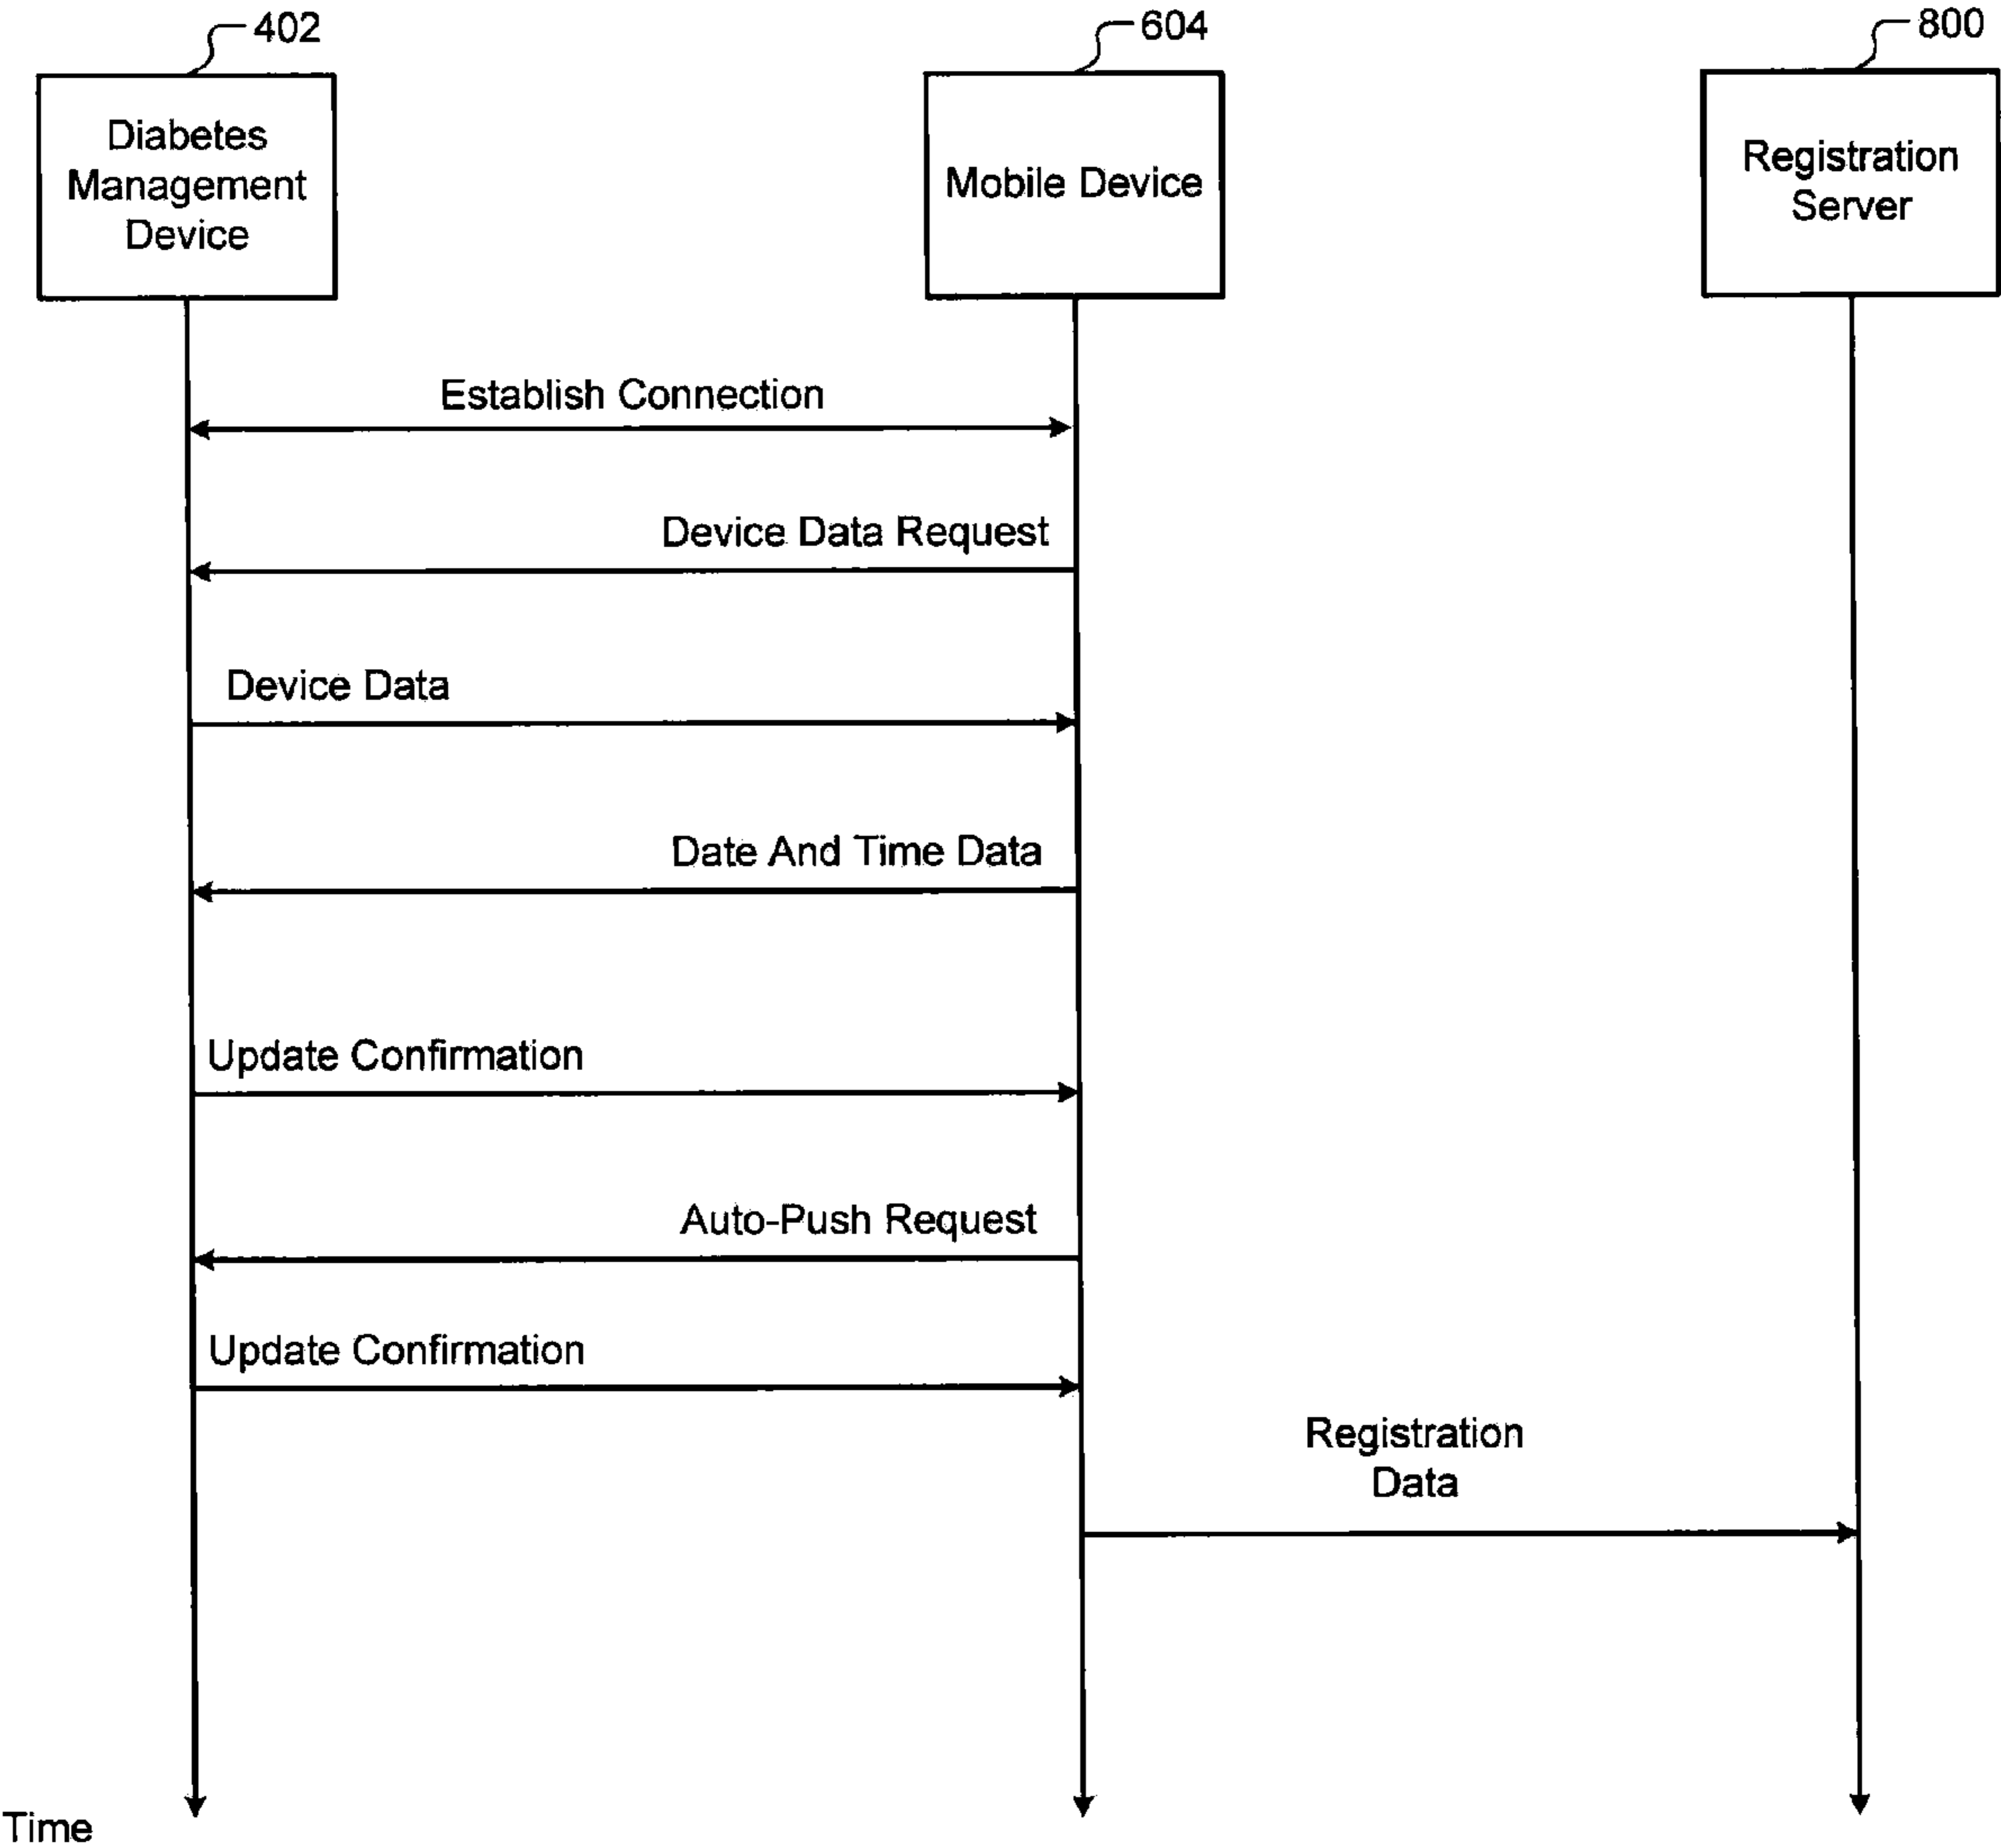 402
604
800
Diabetes
Management
Device
Mobile Device
Registration
Server
Establish Connection
Device Data Request
Device Data
Date And Time Data
Update Confirmation
Auto-Push Request
Update Confirmation
Registration
Data
Time